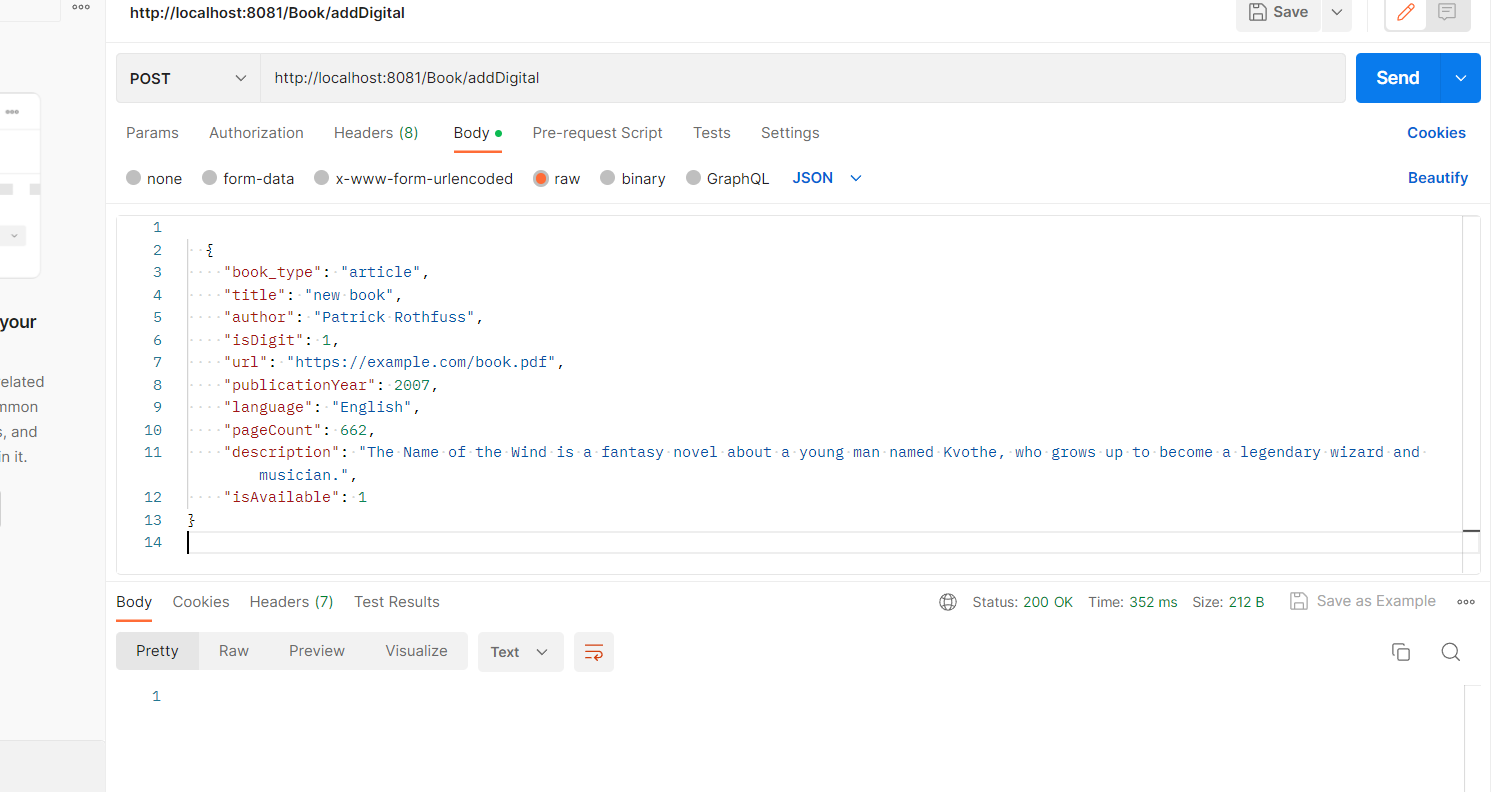 http://localhost:8081/Book/addDigital
Save
POST
http://localhost:8081/Book/addDigital
Send
Params Authorization Headers (8) Body Pre-request Script Tests Settings Cookies
none form-data x-www-form-urlencoded raw binary GraphQL JSON Beautify
1
2 {
3 "book_type": "article",
4 "title": "new book",
5 "author": "Patrick Rothfuss",
your
6 "isDigit": 1,
7 "url": "https://example.com/book.pdf",
8 "publicationYear": 2007,
elated
9 "language": "English",
mmon
10 "pageCount": 662,
s, and
11 "description": "The Name of the Wind is a fantasy novel about a young man named Kvothe, who grows up to become a legendary wizard and
n it.
musician.",
12 "isAvailable": 1
13 }
14
Body Cookies Headers (7) Test Results Status: 200 OK Time: 352 ms Size: 212 B Save as Example
Pretty Raw Preview Visualize Text
1